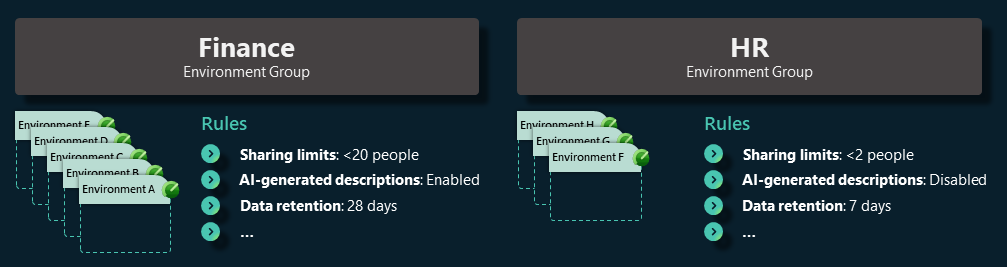 Finance
Environment Group
Environment E
Environment D
Environment C
Environment B
Environment A
Rules
Sharing limits: <20 people
AI-generated descriptions: Enabled
Data retention: 28 days
...
HR
Environment Group
Environment H
Environment G
Environment F
Rules
Sharing limits: <2 people
AI-generated descriptions: Disabled
Data retention: 7 days
...